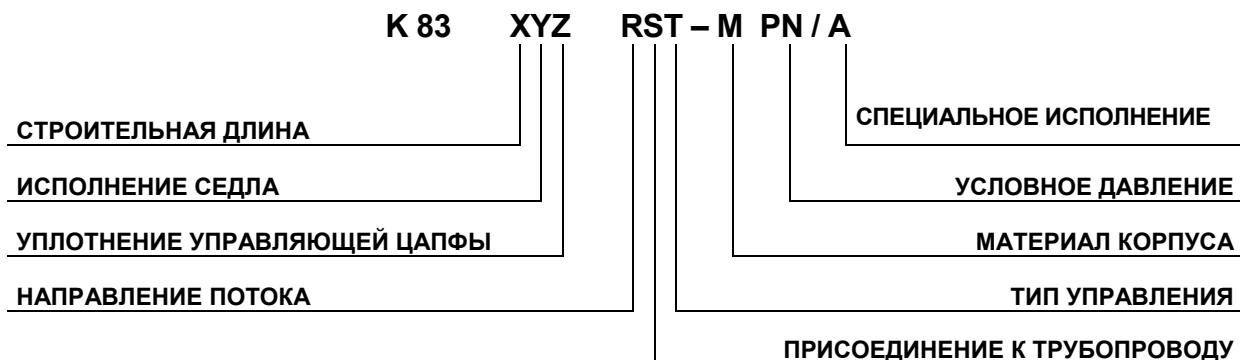 K 83 XYZ RST – M PN / A
СТРОИТЕЛЬНАЯ ДЛИНА
СПЕЦИАЛЬНОЕ ИСПОЛНЕНИЕ
ИСПОЛНЕНИЕ СЕДЛА
УСЛОВНОЕ ДАВЛЕНИЕ
УПЛОТНЕНИЕ УПРАВЛЯЮЩЕЙ ЦАПФЫ
МАТЕРИАЛ КОРПУСА
НАПРАВЛЕНИЕ ПОТОКА
ТИП УПРАВЛЕНИЯ
ПРИСОЕДИНЕНИЕ К ТРУБОПРОВОДУ